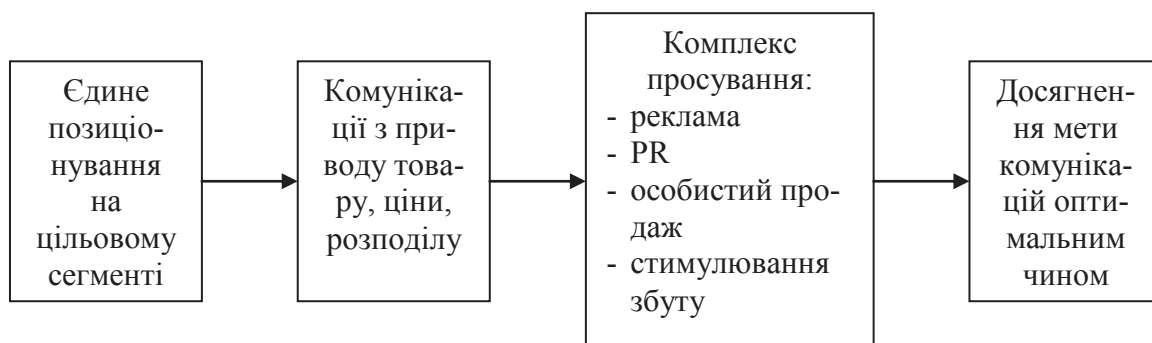 Єдине
позиціо-
нування
на
цільовому
сегменті
Комуніка-
ції з при-
воду това-
ру, ціни,
розподілу
Комплекс
просування:
- реклама
- PR
- особистий про-
даж
- стимулювання
збуту
Досягнен-
ня мети
комуніка-
цій опти-
мальним
чином